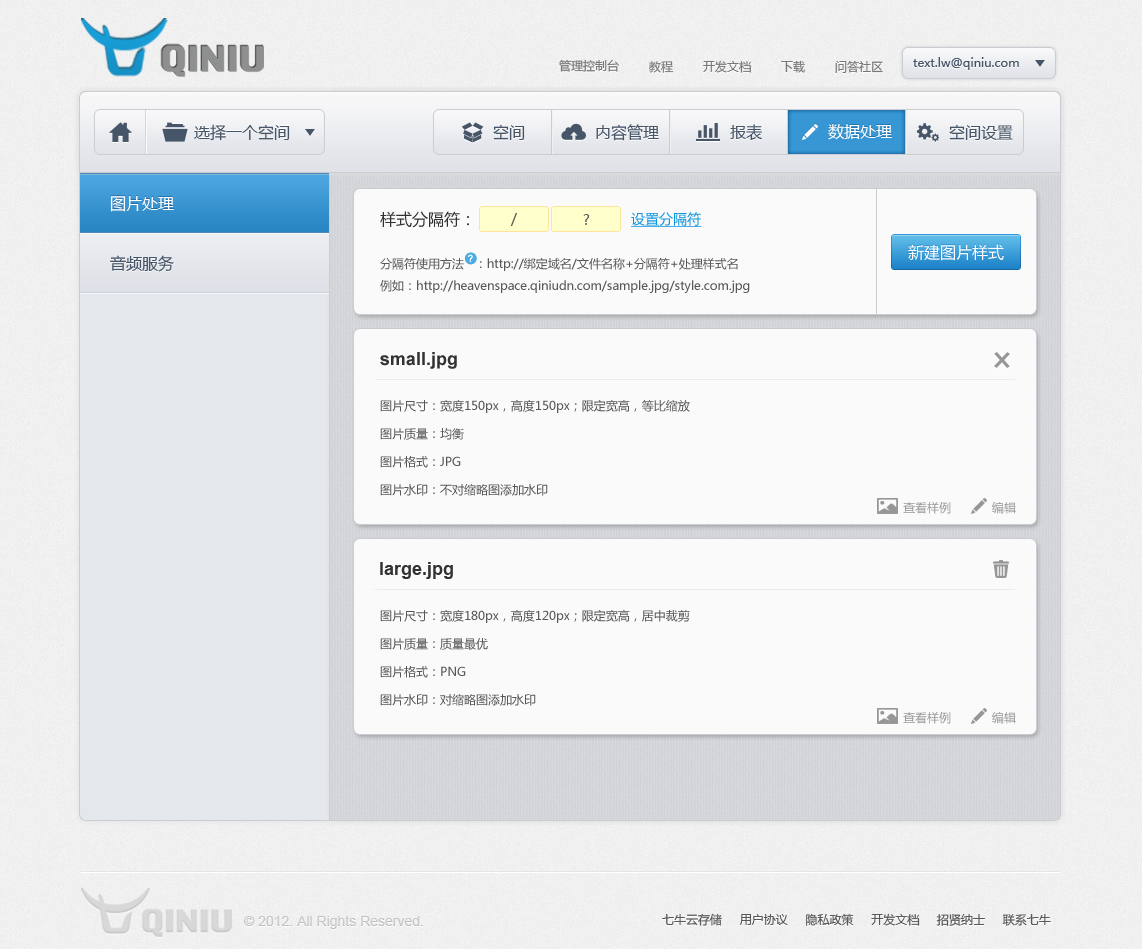 QINIU
管理控制台 教程 开发文档 下载 问答社区 text.lw@qiniu.com
选择一个空间 空间 内容管理 报表 数据处理 空间设置
图片处理
音频服务
样式分隔符： / ? 设置分隔符
分隔符使用方法?：http://绑定域名/文件名称+分隔符+处理样式名
例如：http://heavenspace.qiniudn.com/sample.jpg/style.com.jpg
新建图片样式
small.jpg
图片尺寸：宽度150px，高度150px；限定宽高，等比缩放
图片质量：均衡
图片格式：JPG
图片水印：不对缩略图添加水印
查看样例 编辑
large.jpg
图片尺寸：宽度180px，高度120px；限定宽高，居中裁剪
图片质量：质量最优
图片格式：PNG
图片水印：对缩略图添加水印
查看样例 编辑
QINIU © 2012. All Rights Reserved.
七牛云存储 用户协议 隐私政策 开发文档 招贤纳士 联系七牛